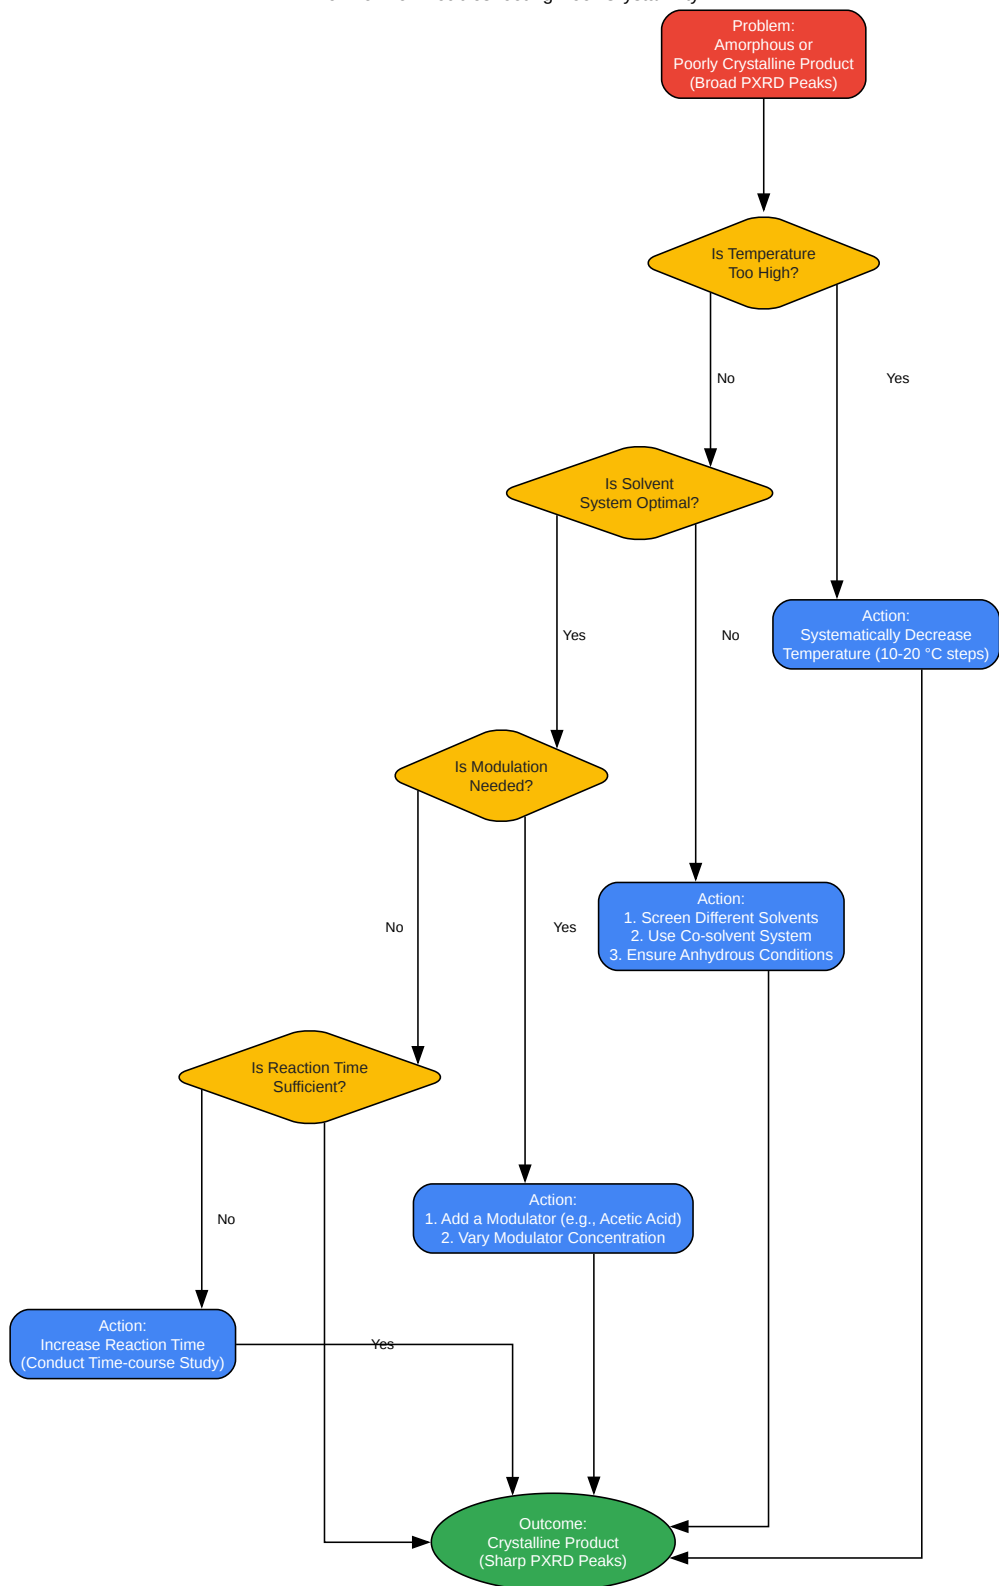 Problem:
Amorphous or
Poorly Crystalline Product
(Broad PXRD Peaks)
Is Temperature
Too High?
No
Yes
Is Solvent
System Optimal?
Action:
Systematically Decrease
Temperature (10-20 °C steps)
Yes
No
Is Modulation
Needed?
Action:
1. Screen Different Solvents
2. Use Co-solvent System
3. Ensure Anhydrous Conditions
No
Yes
Is Reaction Time
Sufficient?
Action:
1. Add a Modulator (e.g., Acetic Acid)
2. Vary Modulator Concentration
No
Action:
Increase Reaction Time
(Conduct Time-course Study)
Yes
Outcome:
Crystalline Product
(Sharp PXRD Peaks)